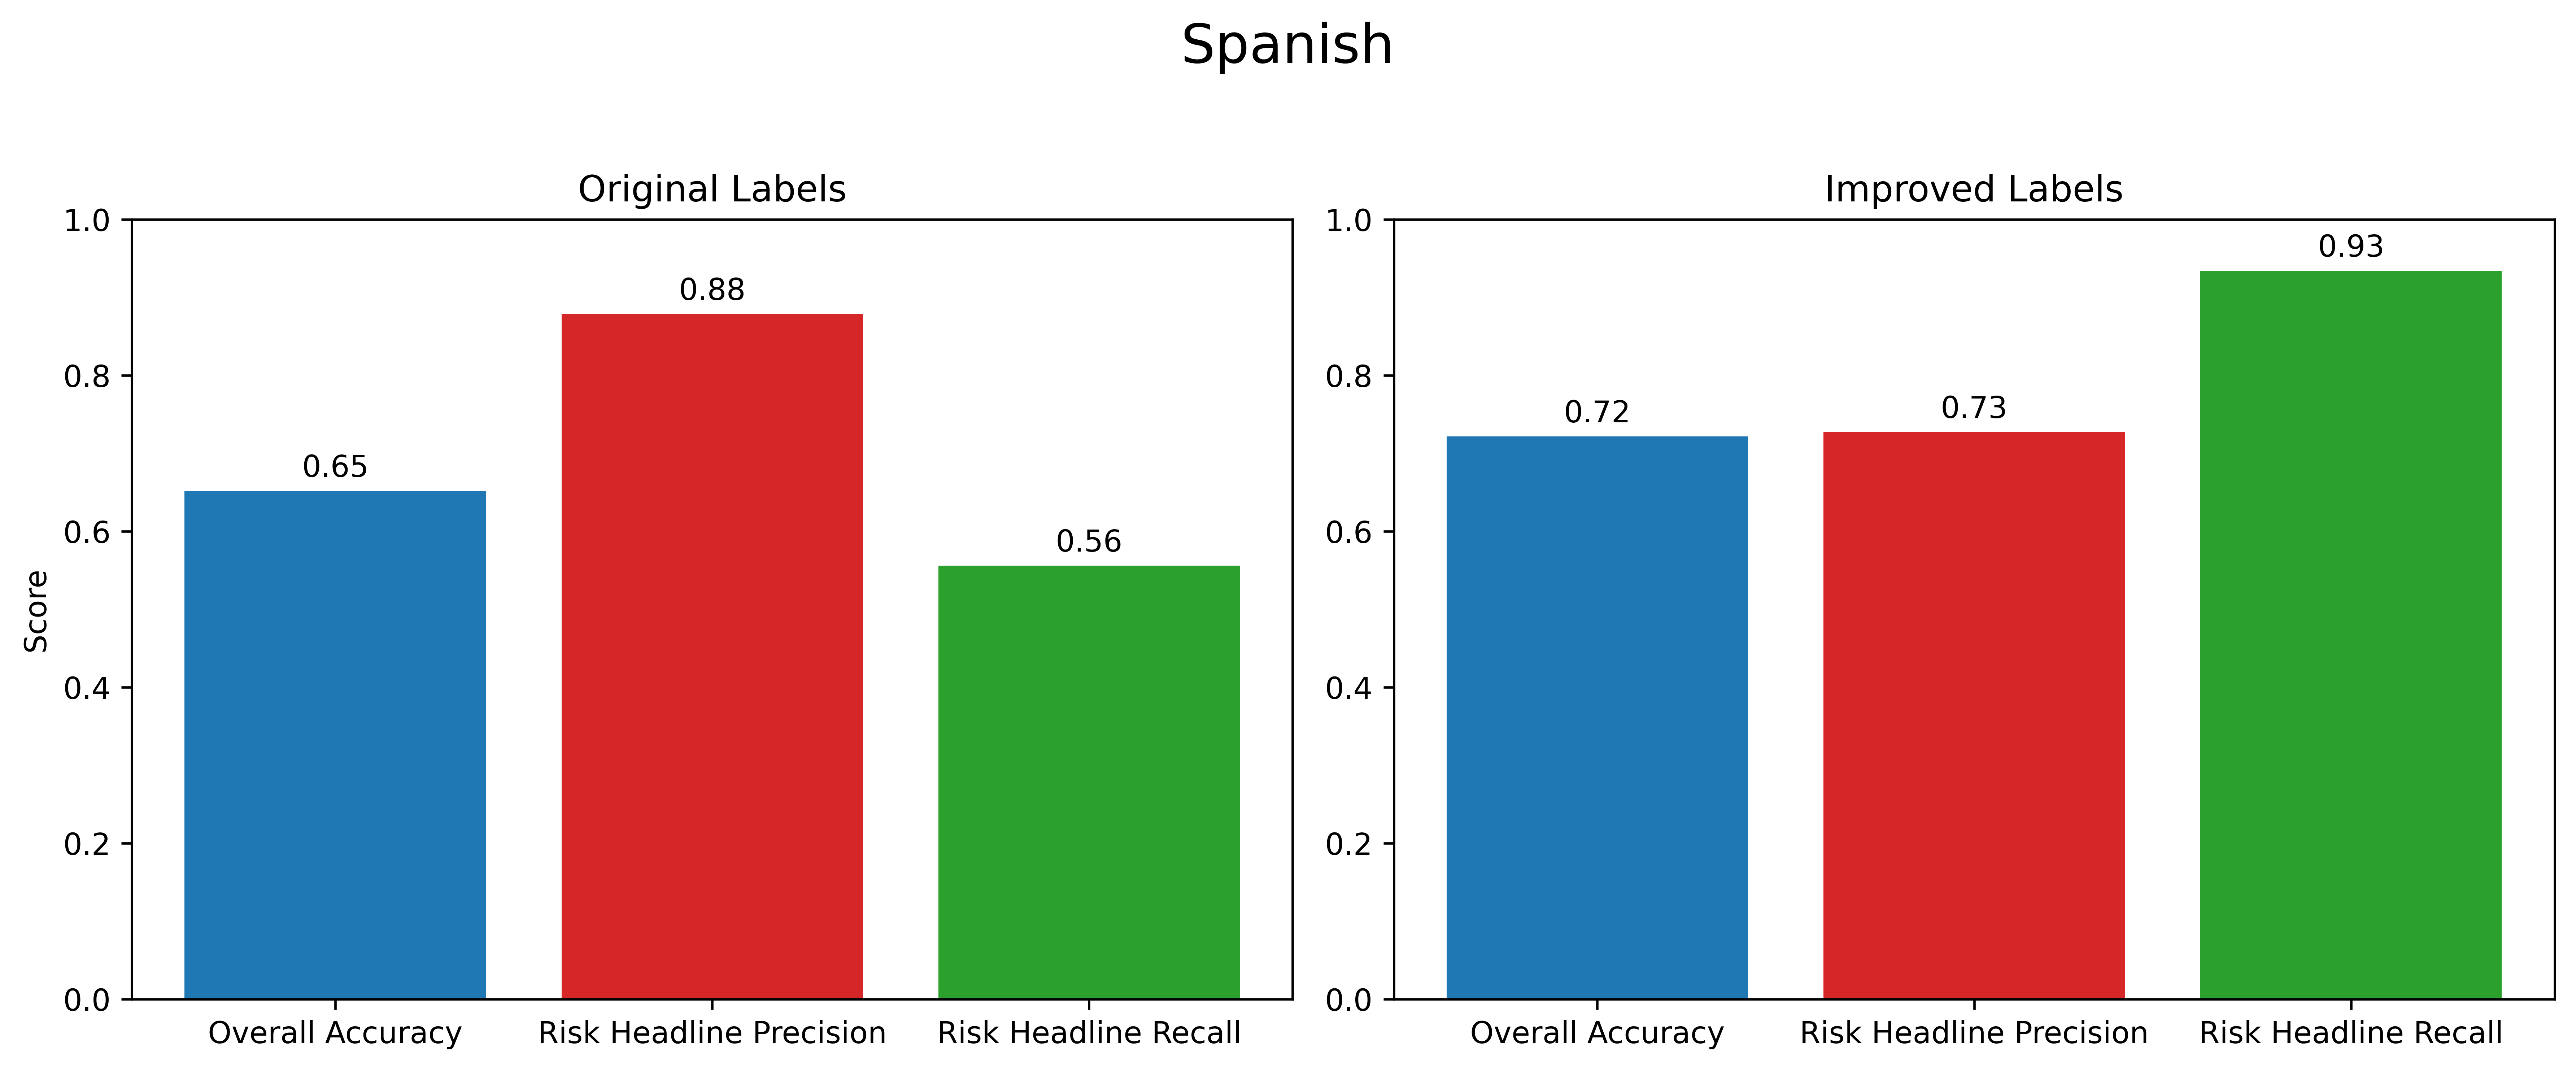 Spanish
Original Labels
Score
1.0
0.8
0.6
0.4
0.2
0.0
0.65
0.88
0.56
Overall Accuracy
Risk Headline Precision
Risk Headline Recall
Improved Labels
1.0
0.8
0.6
0.4
0.2
0.0
0.72
0.73
0.93
Overall Accuracy
Risk Headline Precision
Risk Headline Recall